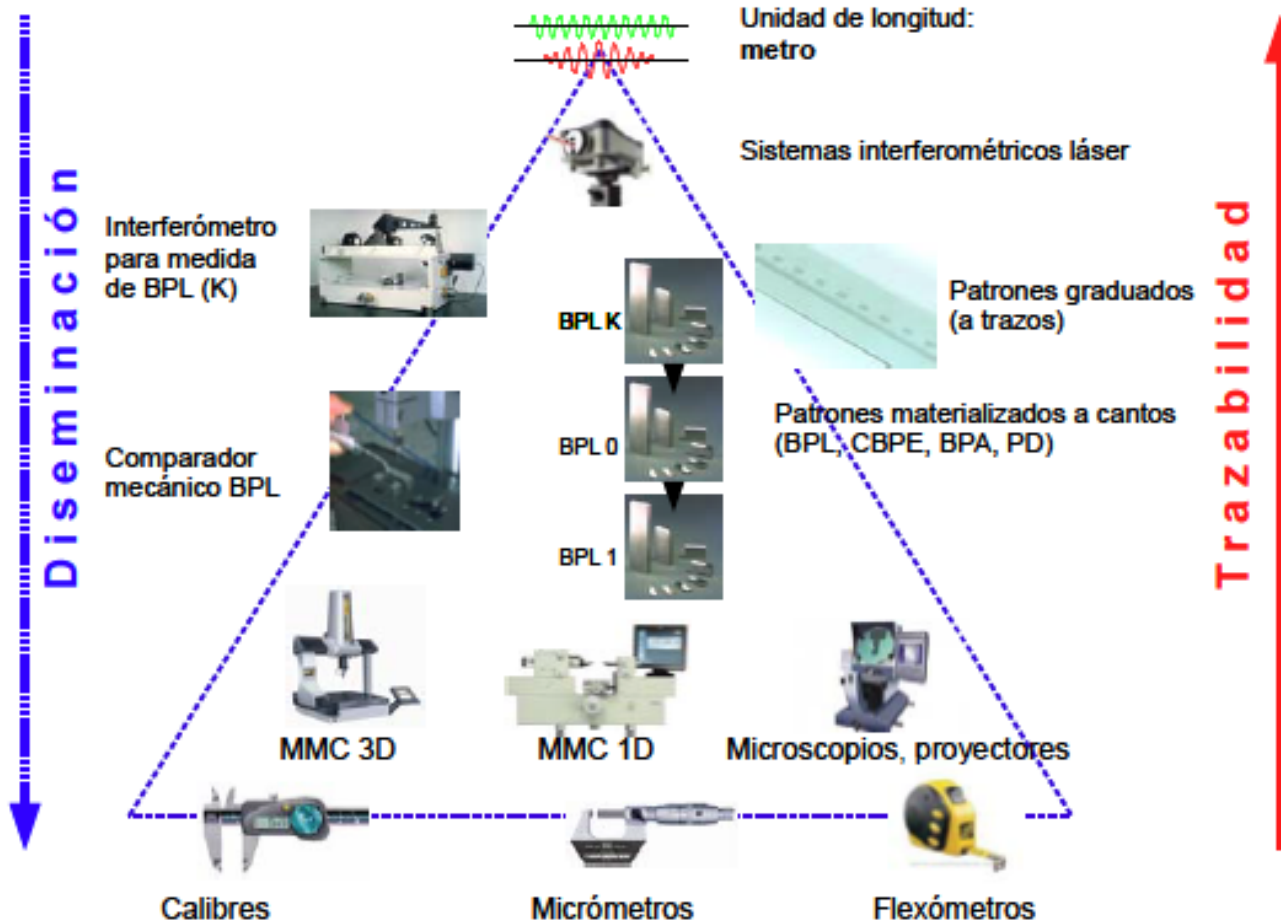 Unidad de longitud:
metro
Sistemas interferométricos láser
Diseminación
Trazabilidad
Interferómetro
para medida
de BPL (K)
BPL K
Patrones graduados
(a trazos)
BPL 0
Patrones materializados a cantos
(BPL, CBPE, BPA, PD)
Comparador
mecánico BPL
BPL 1
MMC 3D
MMC 1D
Microscopios, proyectores
Calibres
Micrómetros
Flexómetros